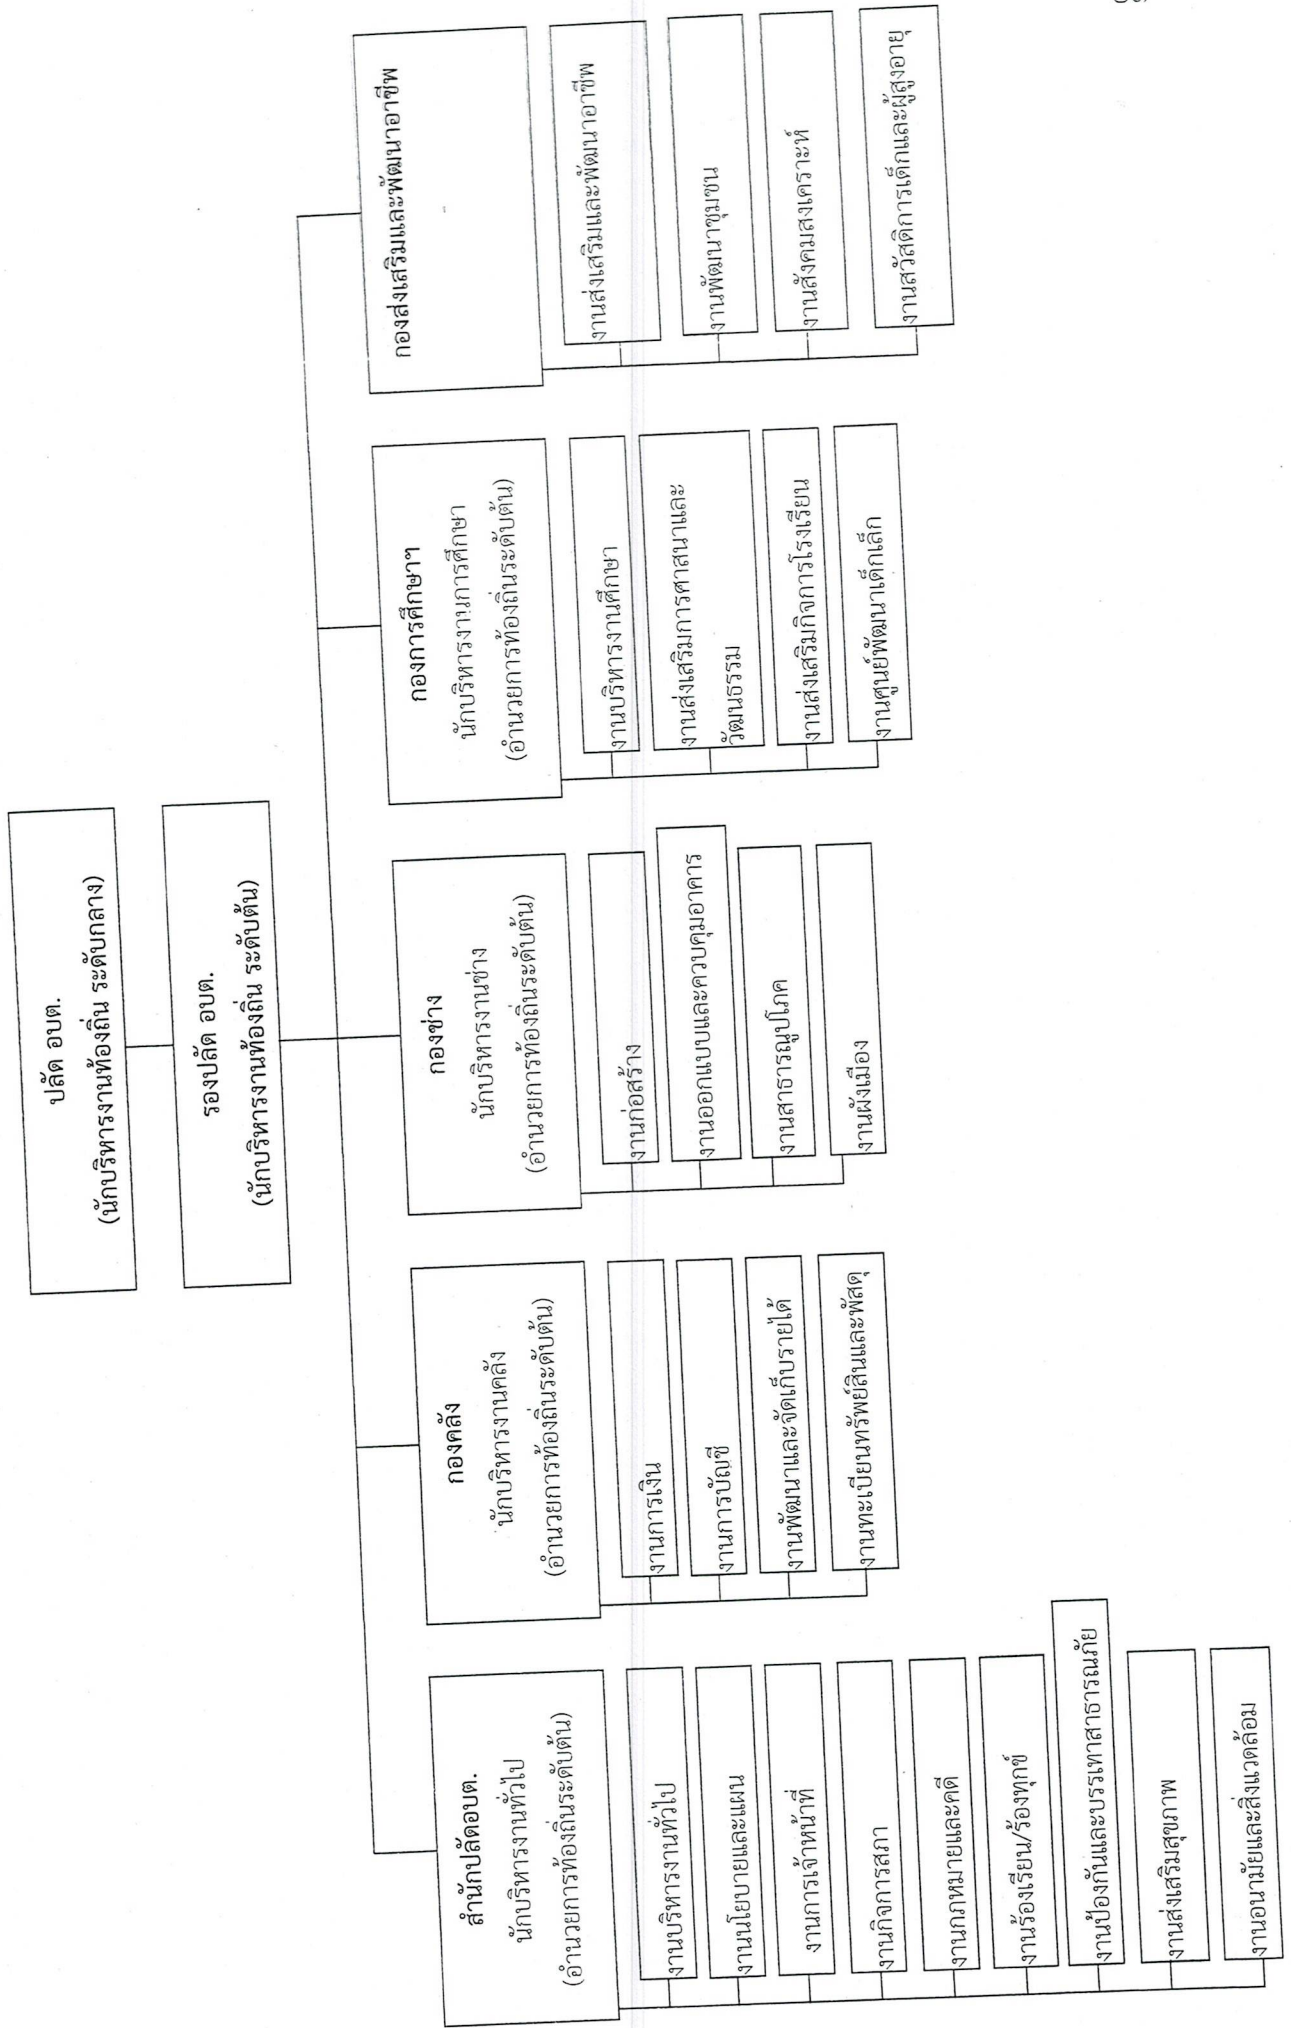 ปลัด อบต.
(นักบริหารงานท้องถิ่น ระดับกลาง)
รองปลัด อบต.
(นักบริหารงานท้องถิ่น ระดับต้น)
สำนักปลัดอบต.
นักบริหารงานทั่วไป
(อำนวยการท้องถิ่นระดับต้น)
งานบริหารงานทั่วไป
งานนโยบายและแผน
งานการเจ้าหน้าที่
งานกิจการสภา
งานกฎหมายและคดี
งานร้องเรียน/ร้องทุกข์
งานป้องกันและบรรเทาสาธารณภัย
งานส่งเสริมสุขภาพ
งานอนามัยและสิ่งแวดล้อม
กองคลัง
นักบริหารงานคลัง
(อำนวยการท้องถิ่นระดับต้น)
งานการเงิน
งานการบัญชี
งานพัฒนาและจัดเก็บรายได้
งานทะเบียนทรัพย์สินและพัสดุ
กองช่าง
นักบริหารงานช่าง
(อำนวยการท้องถิ่นระดับต้น)
งานก่อสร้าง
งานออกแบบและควบคุมอาคาร
งานสาธารณูปโภค
งานผังเมือง
กองการศึกษาฯ
นักบริหารงานการศึกษา
(อำนวยการท้องถิ่นระดับต้น)
งานบริหารงานศึกษา
งานส่งเสริมการศาสนาและ
วัฒนธรรม
งานส่งเสริมกิจการโรงเรียน
งานศูนย์พัฒนาเด็กเล็ก
กองส่งเสริมและพัฒนาอาชีพ
งานส่งเสริมและพัฒนาอาชีพ
งานพัฒนาชุมชน
งานสังคมสงเคราะห์
งานสวัสดิการเด็กและผู้สูงอายุ